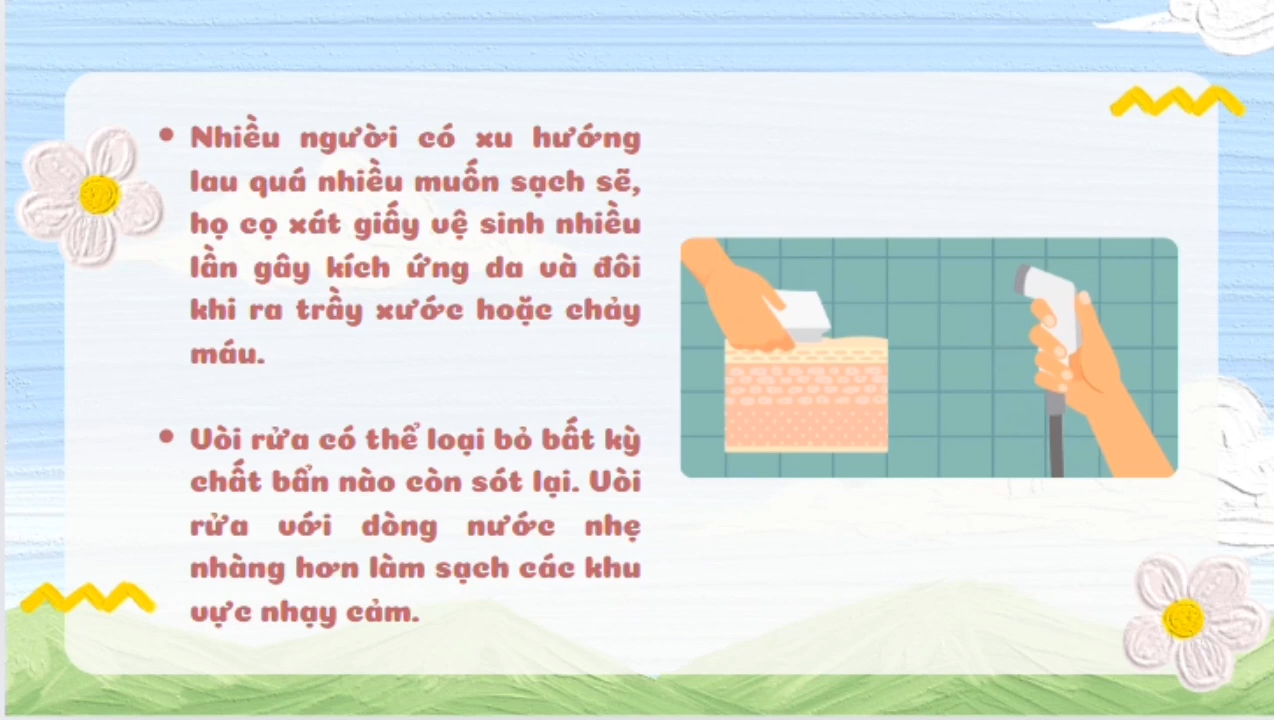 • Nhiều người có xu hướng
lau quá nhiều muốn sạch sẽ,
họ cọ xát giấy vệ sinh nhiều
lần gây kích ứng da và đôi
khi ra trầy xước hoặc chảy
máu.
• Vòi rửa có thể loại bỏ bất kỳ
chất bẩn nào còn sót lại. Vòi
rửa với dòng nước nhẹ
nhàng hơn làm sạch các khu
vực nhạy cảm.